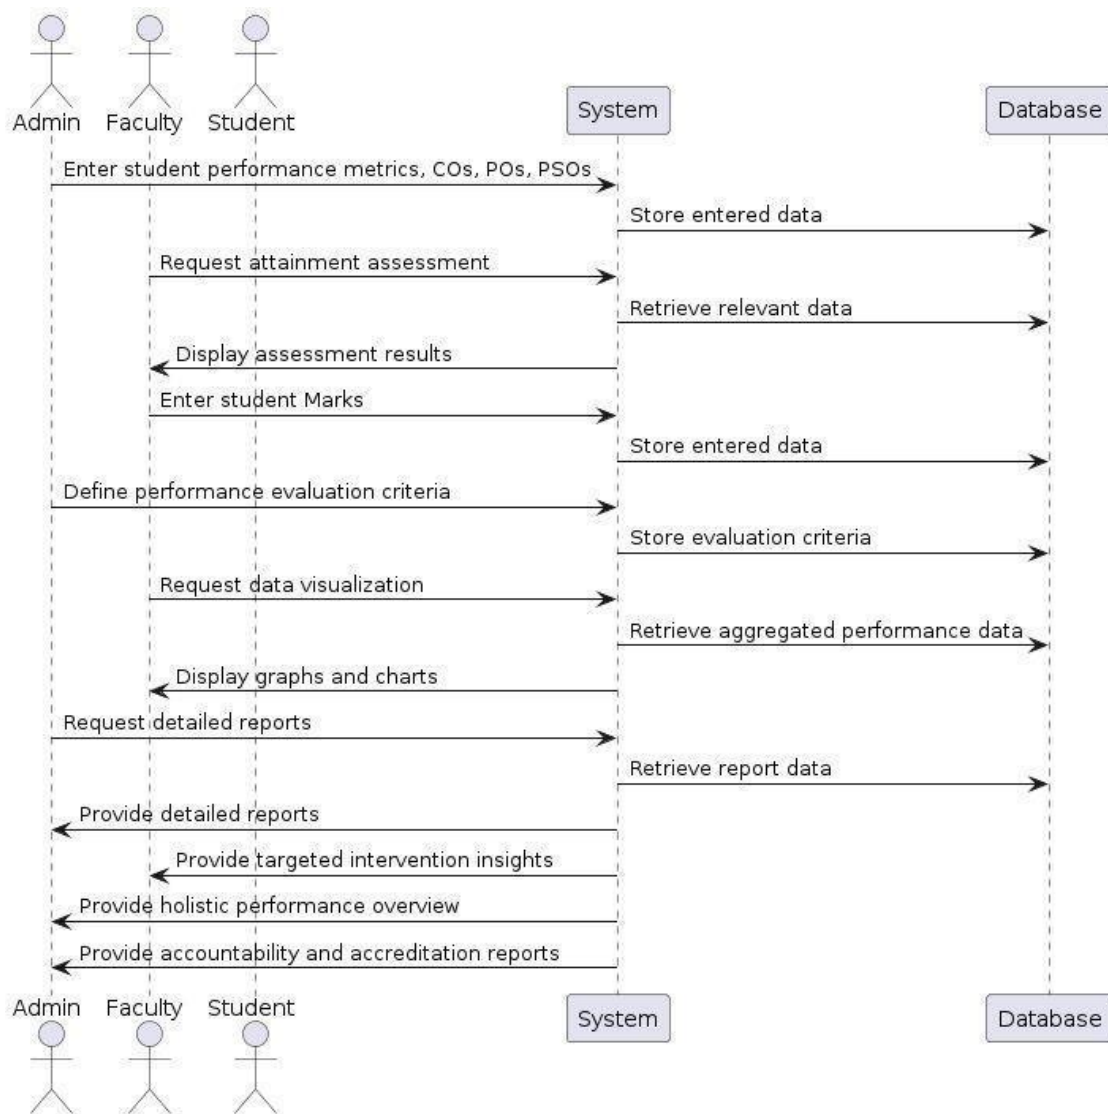 Admin Faculty Student System Database
Enter student performance metrics, COs, POs, PSOs
Store entered data
Request attainment assessment
Retrieve relevant data
Display assessment results
Enter student Marks
Store entered data
Define performance evaluation criteria
Store evaluation criteria
Request data visualization
Retrieve aggregated performance data
Display graphs and charts
Request detailed reports
Retrieve report data
Provide detailed reports
Provide targeted intervention insights
Provide holistic performance overview
Provide accountability and accreditation reports
Admin Faculty Student System Database